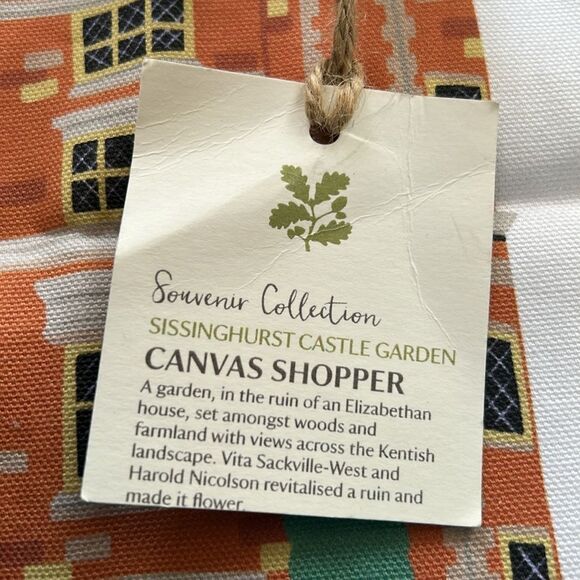 Souvenir Collection
SISSINGHURST CASTLE GARDEN
CANVAS SHOPPER
A garden, in the ruin of an Elizabethan
house, set amongst woods and
farmland with views across the Kentish
landscape. Vita Sackville-West and
Harold Nicolson revitalised a ruin and
made it flower.